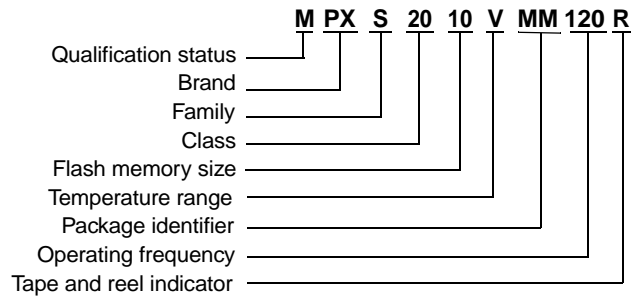 M PX S 20 10 V MM 120 R
Qualification status
Brand
Family
Class
Flash memory size
Temperature range
Package identifier
Operating frequency
Tape and reel indicator